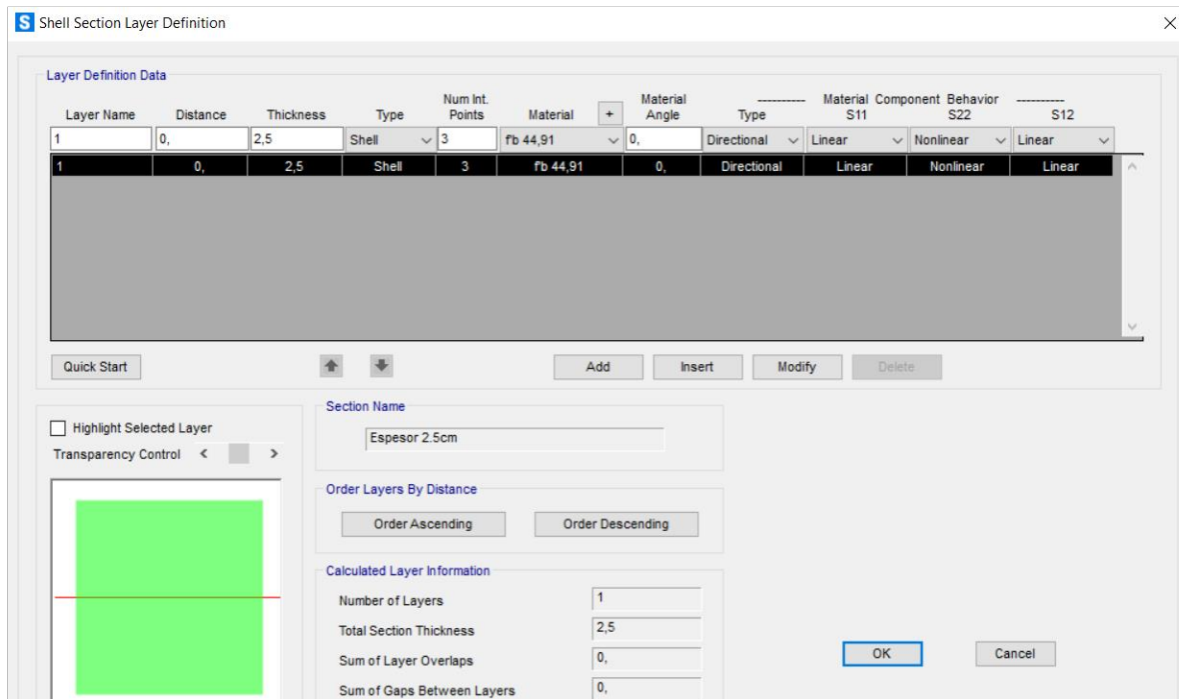 S Shell Section Layer Definition
Layer Definition Data
Layer Name Distance Thickness Type Num Int. Points Material + Material Angle ---------- Material Component Behavior ----------
Type S11 S22 S12
1 0, 2,5 Shell 3 f'b 44,91 0, Directional Linear Nonlinear Linear
1 0, 2,5 Shell 3 f'b 44,91 0, Directional Linear Nonlinear Linear
Quick Start Add Insert Modify Delete
Highlight Selected Layer
Transparency Control < >
Section Name
Espesor 2.5cm
Order Layers By Distance
Order Ascending Order Descending
Calculated Layer Information
Number of Layers 1
Total Section Thickness 2,5
Sum of Layer Overlaps 0,
Sum of Gaps Between Layers 0,
OK Cancel